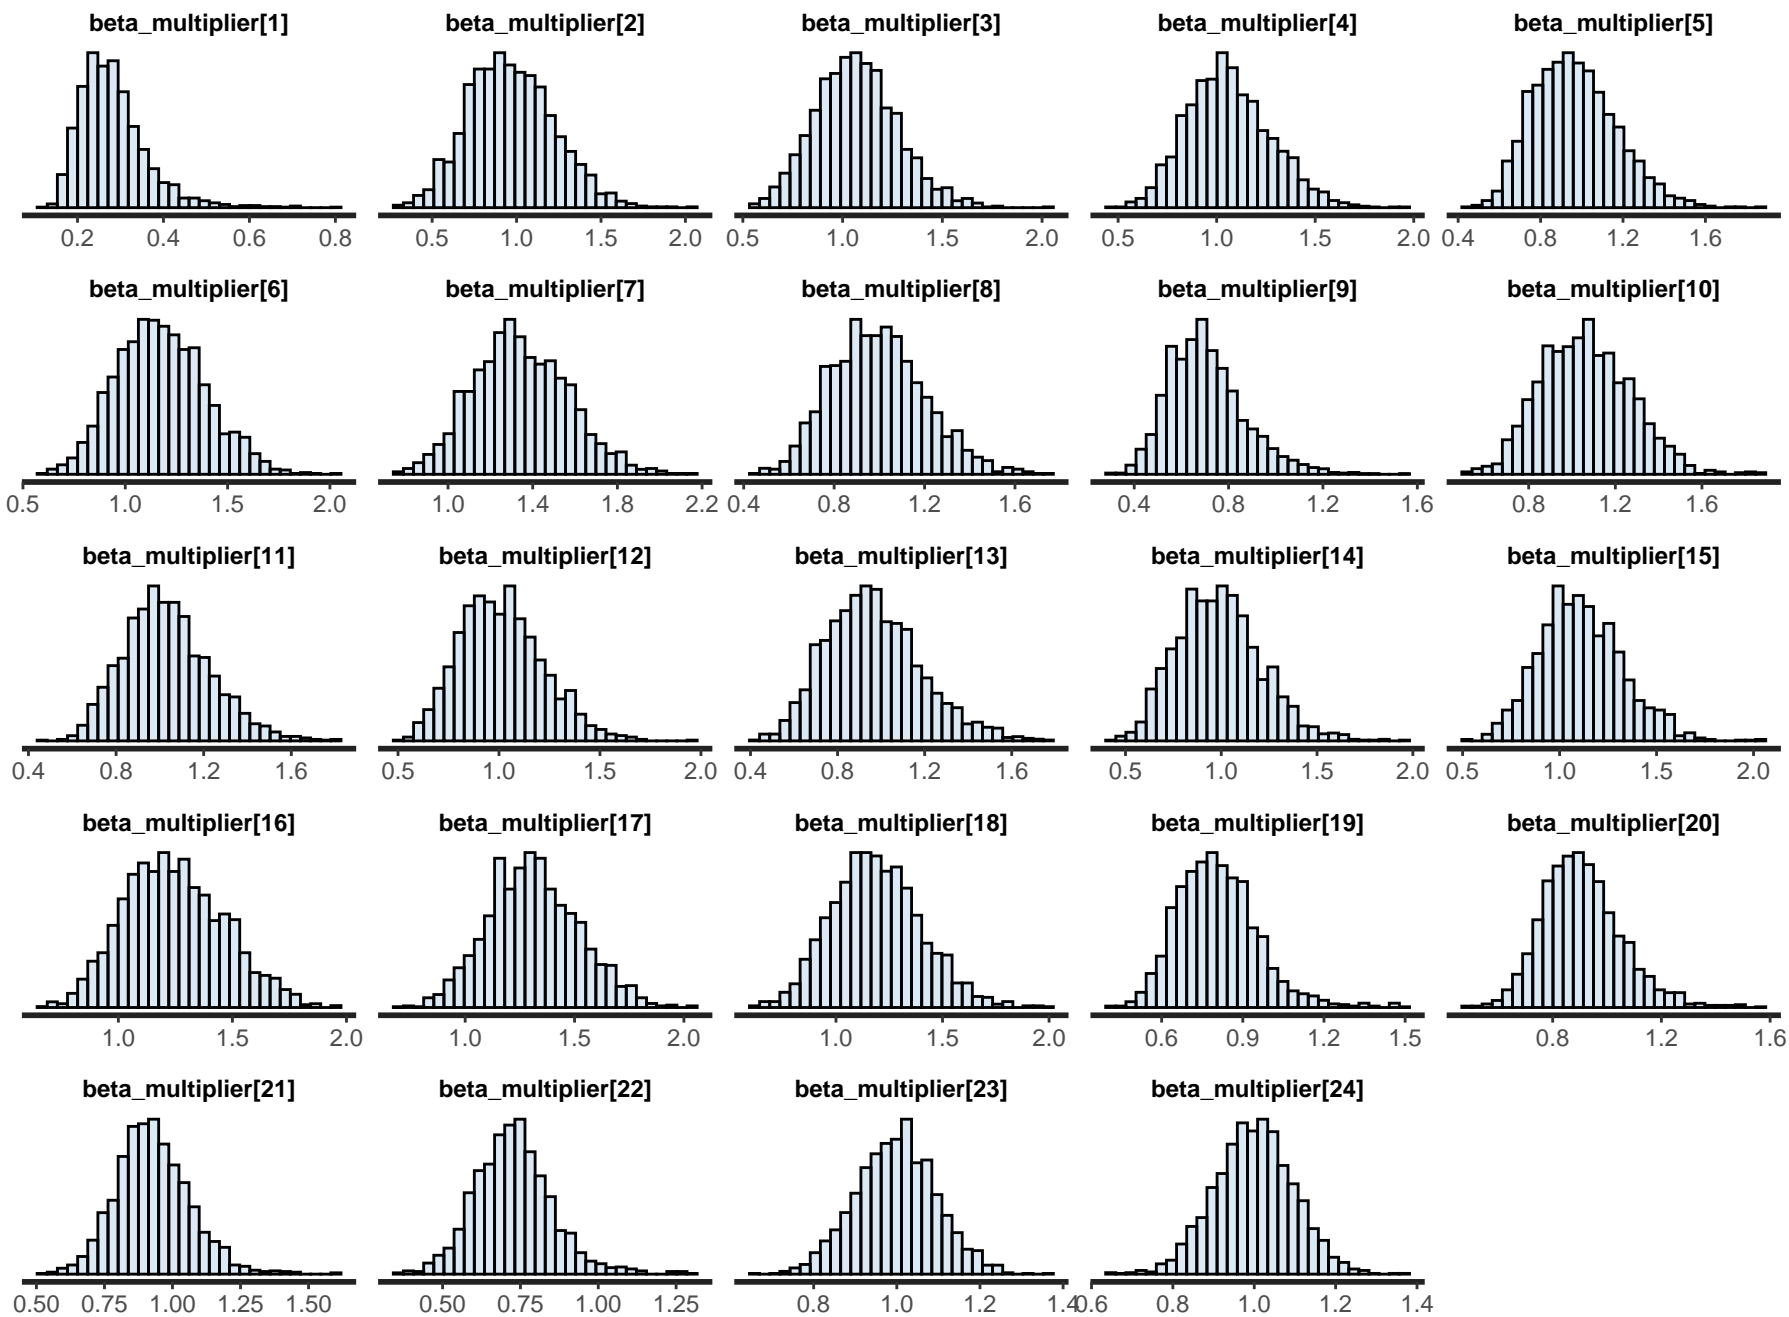 beta_multiplier[1] beta_multiplier[2] beta_multiplier[3] beta_multiplier[4] beta_multiplier[5]
0.2 0.4 0.6 0.8 0.5 1.0 1.5 2.0 0.5 1.0 1.5 2.0 0.5 1.0 1.5 2.0 0.4 0.8 1.2 1.6
beta_multiplier[6] beta_multiplier[7] beta_multiplier[8] beta_multiplier[9] beta_multiplier[10]
0.5 1.0 1.5 2.0 1.0 1.4 1.8 2.2 0.4 0.8 1.2 1.6 0.4 0.8 1.2 1.6 0.8 1.2 1.6
beta_multiplier[11] beta_multiplier[12] beta_multiplier[13] beta_multiplier[14] beta_multiplier[15]
0.4 0.8 1.2 1.6 0.5 1.0 1.5 2.0 0.4 0.8 1.2 1.6 0.5 1.0 1.5 2.0 0.5 1.0 1.5 2.0
beta_multiplier[16] beta_multiplier[17] beta_multiplier[18] beta_multiplier[19] beta_multiplier[20]
1.0 1.5 2.0 1.0 1.5 2.0 1.0 1.5 2.0 0.6 0.9 1.2 1.5 0.8 1.2 1.6
beta_multiplier[21] beta_multiplier[22] beta_multiplier[23] beta_multiplier[24]
0.50 0.75 1.00 1.25 1.50 0.50 0.75 1.00 1.25 0.8 1.0 1.2 1.4 0.6 0.8 1.0 1.2 1.4